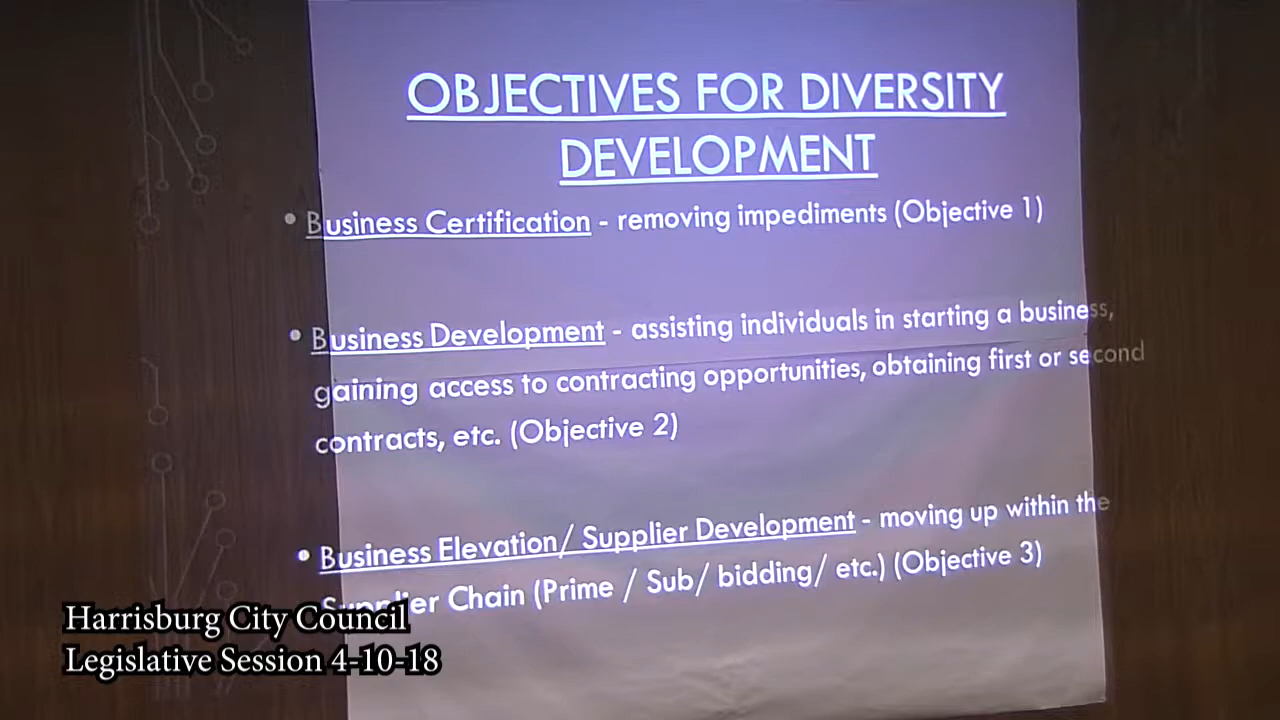 OBJECTIVES FOR DIVERSITY
DEVELOPMENT
• Business Certification - removing impediments (Objective 1)
• Business Development - assisting individuals in starting a business,
gaining access to contracting opportunities, obtaining first or second
contracts, etc. (Objective 2)
• Business Elevation/ Supplier Development - moving up within the
Supplier Chain (Prime / Sub/ bidding/ etc.) (Objective 3)
Harrisburg City Council
Legislative Session 4-10-18